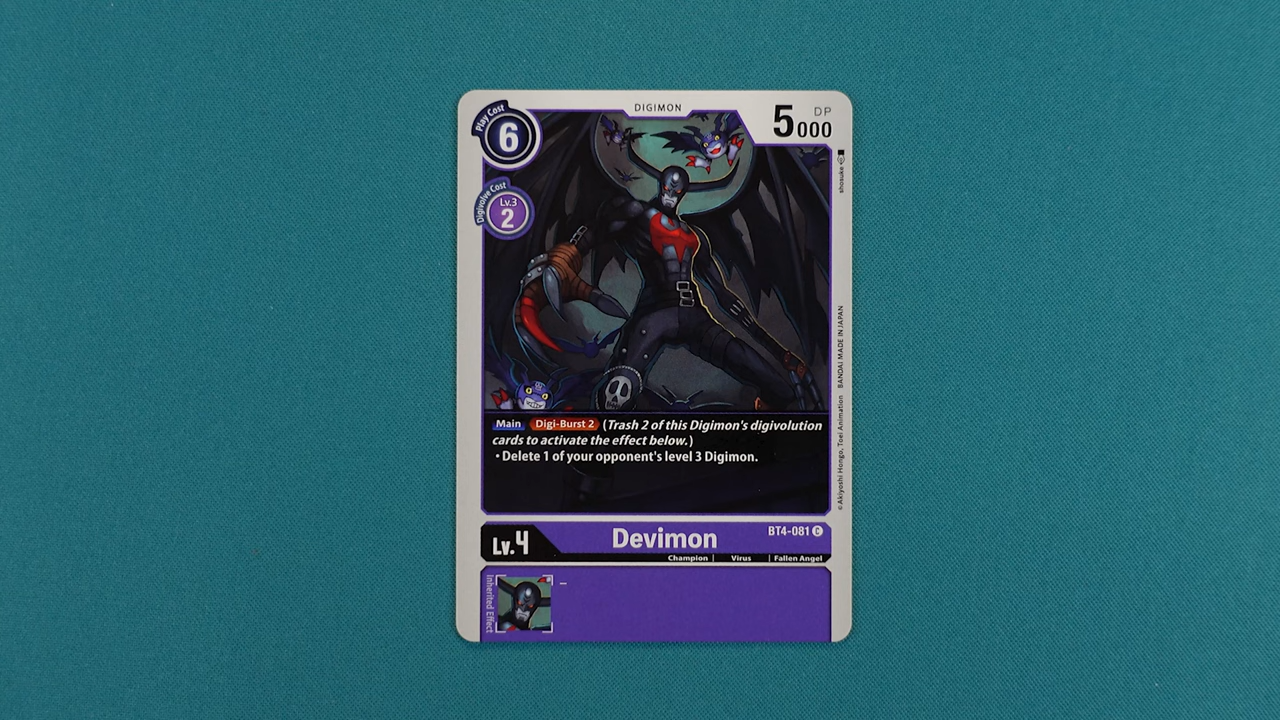 DIGIMON
Play Cost
6
5000
DP
Digivolve Cost
Lv.3
2
shosuke
©Akiyoshi Hongo, Toei Animation BANDAI MADE IN JAPAN
Main Digi-Burst 2 (Trash 2 of this Digimon's digivolution
cards to activate the effect below.)
・Delete 1 of your opponent's level 3 Digimon.
Lv.4
Devimon
BT4-081 C
Champion | Virus | Fallen Angel
Inherited Effect
–